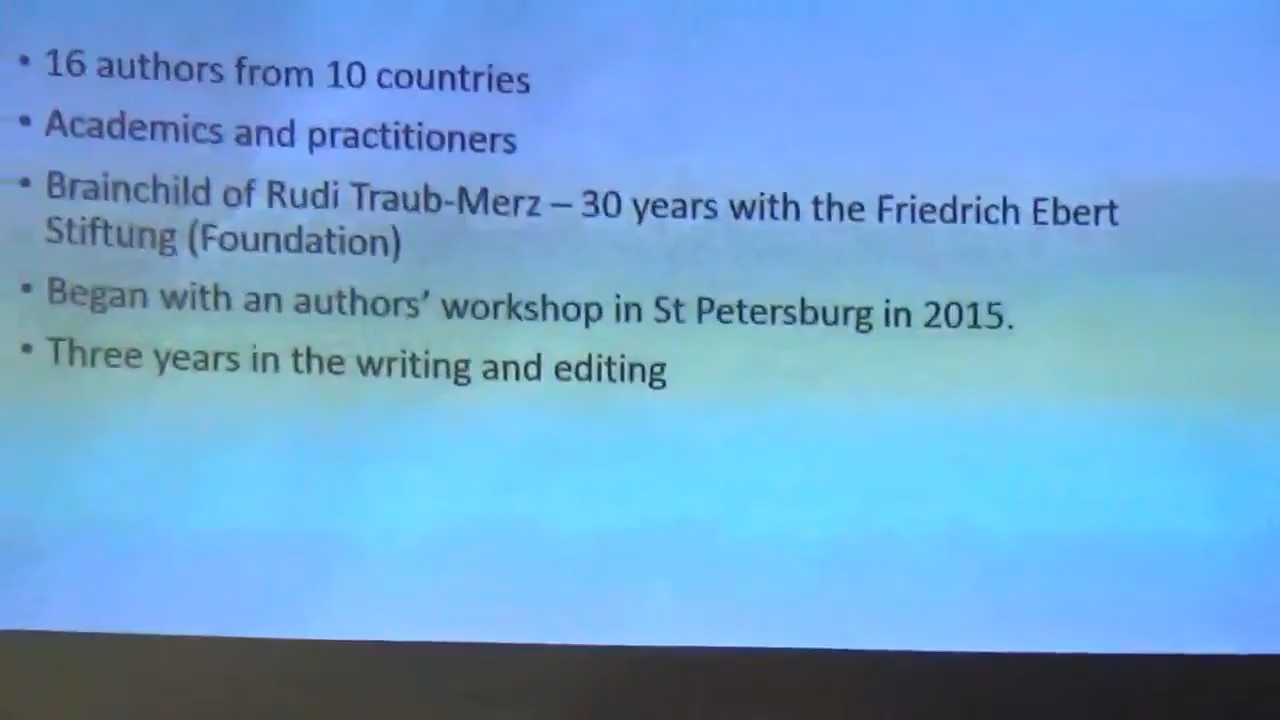 • 16 authors from 10 countries
• Academics and practitioners
• Brainchild of Rudi Traub-Merz – 30 years with the Friedrich Ebert
Stiftung (Foundation)
• Began with an authors’ workshop in St Petersburg in 2015.
• Three years in the writing and editing